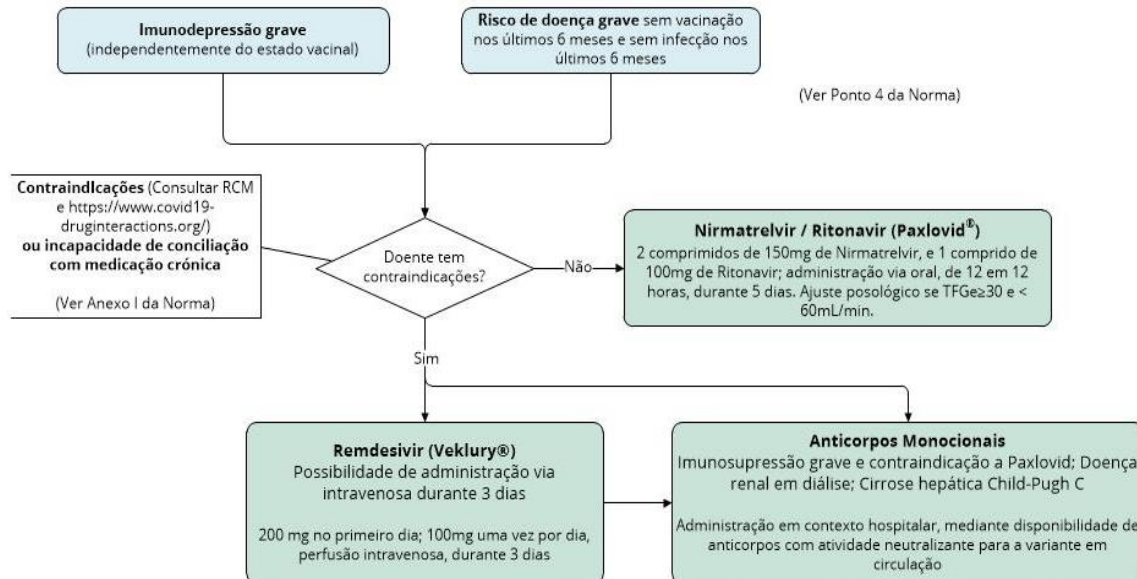 Imunodepressão grave
(independentemente do estado vacinal)
Risco de doença grave sem vacinação
nos últimos 6 meses e sem infecção nos
últimos 6 meses
(Ver Ponto 4 da Norma)
ContraindIcações (Consultar RCM
e https://www.covid19-
druginteractions.org/)
ou incapacidade de conciliação
com medicação crónica
(Ver Anexo I da Norma)
Doente tem
contraindicações?
Não
Nirmatrelvir / Ritonavir (Paxlovid®)
2 comprimidos de 150mg de Nirmatrelvir, e 1 comprido de
100mg de Ritonavir; administração via oral, de 12 em 12
horas, durante 5 dias. Ajuste posológico se TFGe≥30 e <
60mL/min.
Sim
Remdesivir (Veklury®)
Possibilidade de administração via
intravenosa durante 3 dias
200 mg no primeiro dia; 100mg uma vez por dia,
perfusão intravenosa, durante 3 dias
Anticorpos Monocionais
Imunosupressão grave e contraindicação a Paxlovid; Doença
renal em diálise; Cirrose hepática Child-Pugh C
Administração em contexto hospitalar, mediante disponibilidade de
anticorpos com atividade neutralizante para a variante em
circulação